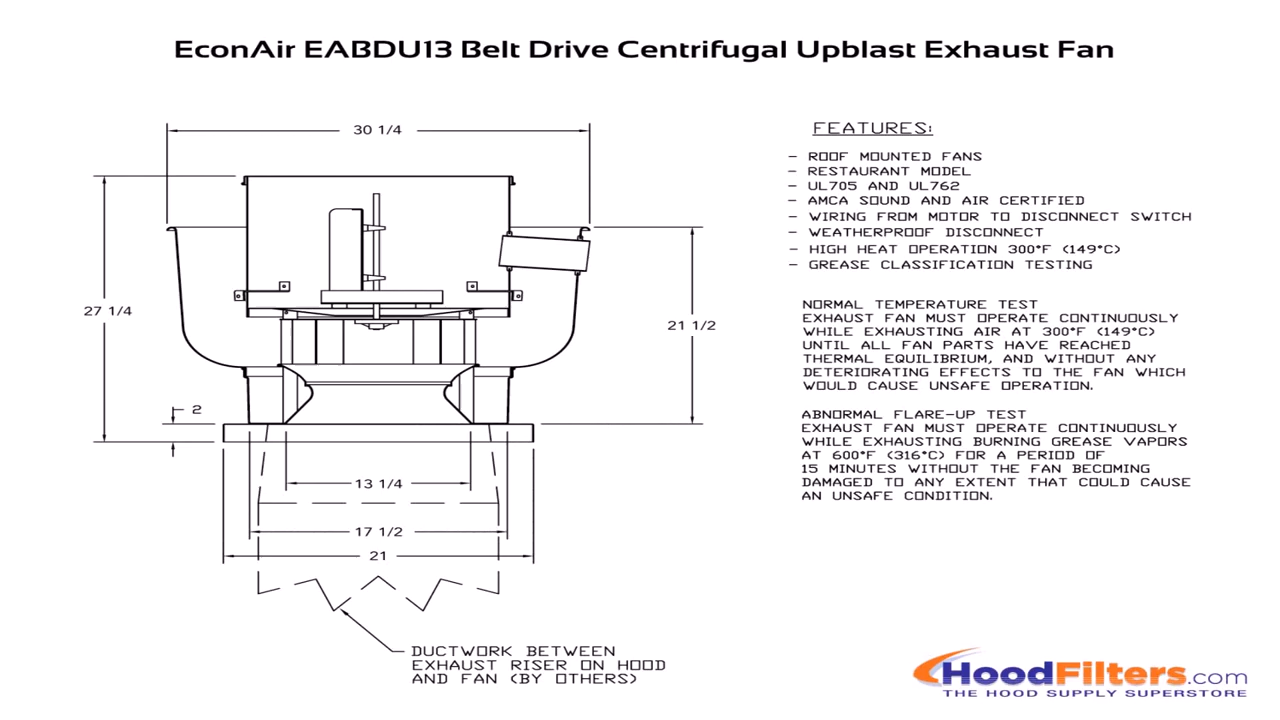 EconAir EABDU13 Belt Drive Centrifugal Upblast Exhaust Fan
30 1/4
27 1/4
21 1/2
2
13 1/4
17 1/2
21
DUCTWORK BETWEEN
EXHAUST RISER ON HOOD
AND FAN (BY OTHERS)
FEATURES:
- ROOF MOUNTED FANS
- RESTAURANT MODEL
- UL705 AND UL762
- AMCA SOUND AND AIR CERTIFIED
- WIRING FROM MOTOR TO DISCONNECT SWITCH
- WEATHERPROOF DISCONNECT
- HIGH HEAT OPERATION 300°F (149°C)
- GREASE CLASSIFICATION TESTING
NORMAL TEMPERATURE TEST
EXHAUST FAN MUST OPERATE CONTINUOUSLY
WHILE EXHAUSTING AIR AT 300°F (149°C)
UNTIL ALL FAN PARTS HAVE REACHED
THERMAL EQUILIBRIUM, AND WITHOUT ANY
DETERIORATING EFFECTS TO THE FAN WHICH
WOULD CAUSE UNSAFE OPERATION.
ABNORMAL FLARE-UP TEST
EXHAUST FAN MUST OPERATE CONTINUOUSLY
WHILE EXHAUSTING BURNING GREASE VAPORS
AT 600°F (316°C) FOR A PERIOD OF
15 MINUTES WITHOUT THE FAN BECOMING
DAMAGED TO ANY EXTENT THAT COULD CAUSE
AN UNSAFE CONDITION.
HoodFilters.com
THE HOOD SUPPLY SUPERSTORE